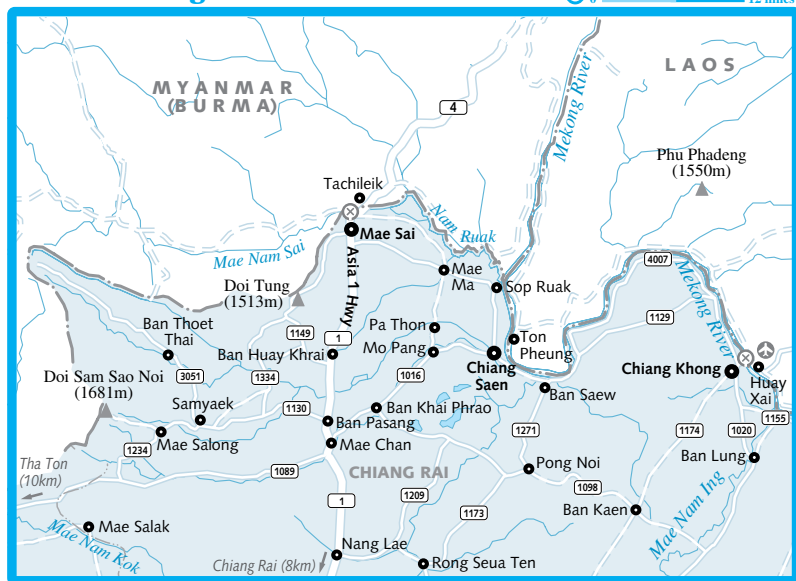 0
12 miles
MYANMAR
(BURMA)
LAOS
4
Mekong River
Phu Phadeng
(1550m)
Tachileik
Mae Sai
Mae Nam Sai
Nam Ruak
Asia 1 Hwy
Mae
Ma
Sop Ruak
4007
Mekong River
Doi Tung
(1513m)
1149
1
Pa Thon
Mo Pang
1016
Ton
Pheung
1129
Ban Thoet
Thai
Ban Huay Khrai
Chiang
Saen
Chiang Khong
Huay
Xai
3051
1334
Doi Sam Sao Noi
(1681m)
Samyaek
1130
Ban Khai Phrao
Ban Saew
1155
Ban Pasang
Mae Salong
1234
Mae Chan
1271
1174
1020
Tha Ton
(10km)
1089
CHIANG RAI
Pong Noi
Ban Lung
1209
1098
1
1173
Ban Kaen
Mae Nam Ing
Mae Salak
Mae Nam Kok
Nang Lae
Chiang Rai (8km)
Rong Seua Ten